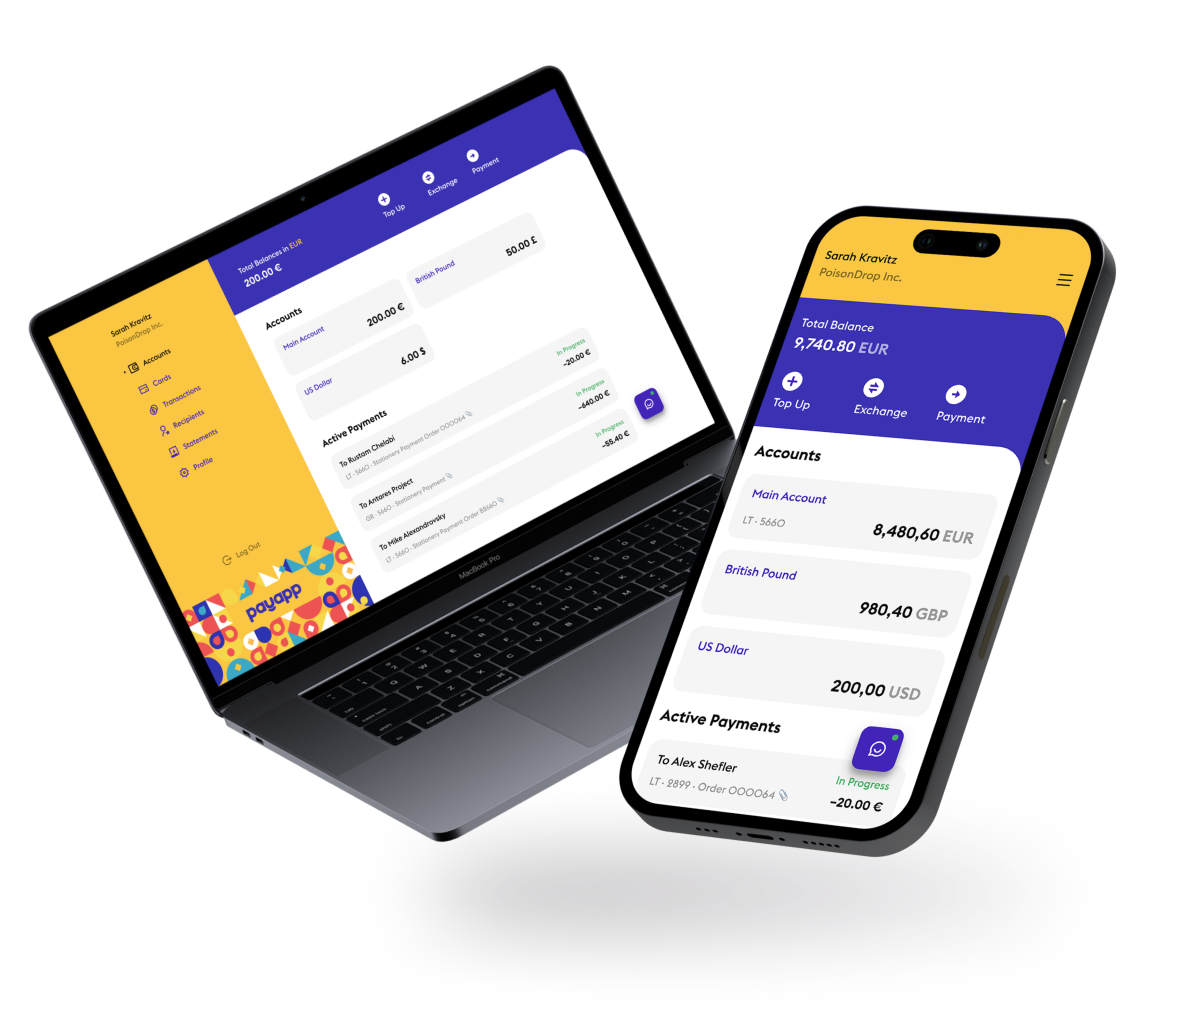 Sarah Kravitz
PoisonDrop Inc.
Accounts
Cards
Transactions
Recipients
Statements
Profile
Log Out
payapp
Total Balances in EUR
200.00 €
Top Up
Exchange
Payment
Accounts
Main Account
200.00 €
British Pound
50.00 £
US Dollar
6.00 $
Active Payments
To Rustam Chelabi
LT · 5660 · Stationery Payment Order 000064
In Progress
−20.00 €
To Antares Project
GR · 5660 · Stationery Payment
In Progress
−640.00 €
To Mike Alexandrovsky
LT · 5660 · Stationery Payment Order 88660
In Progress
−55.40 €
MacBook Pro
Sarah Kravitz
PoisonDrop Inc.
Total Balance
9,740.80 EUR
Top Up
Exchange
Payment
Accounts
Main Account
LT · 5660
8,480,60 EUR
British Pound
980,40 GBP
US Dollar
200,00 USD
Active Payments
To Alex Shefler
LT · 2899 · Order 000064
In Progress
−20.00 €